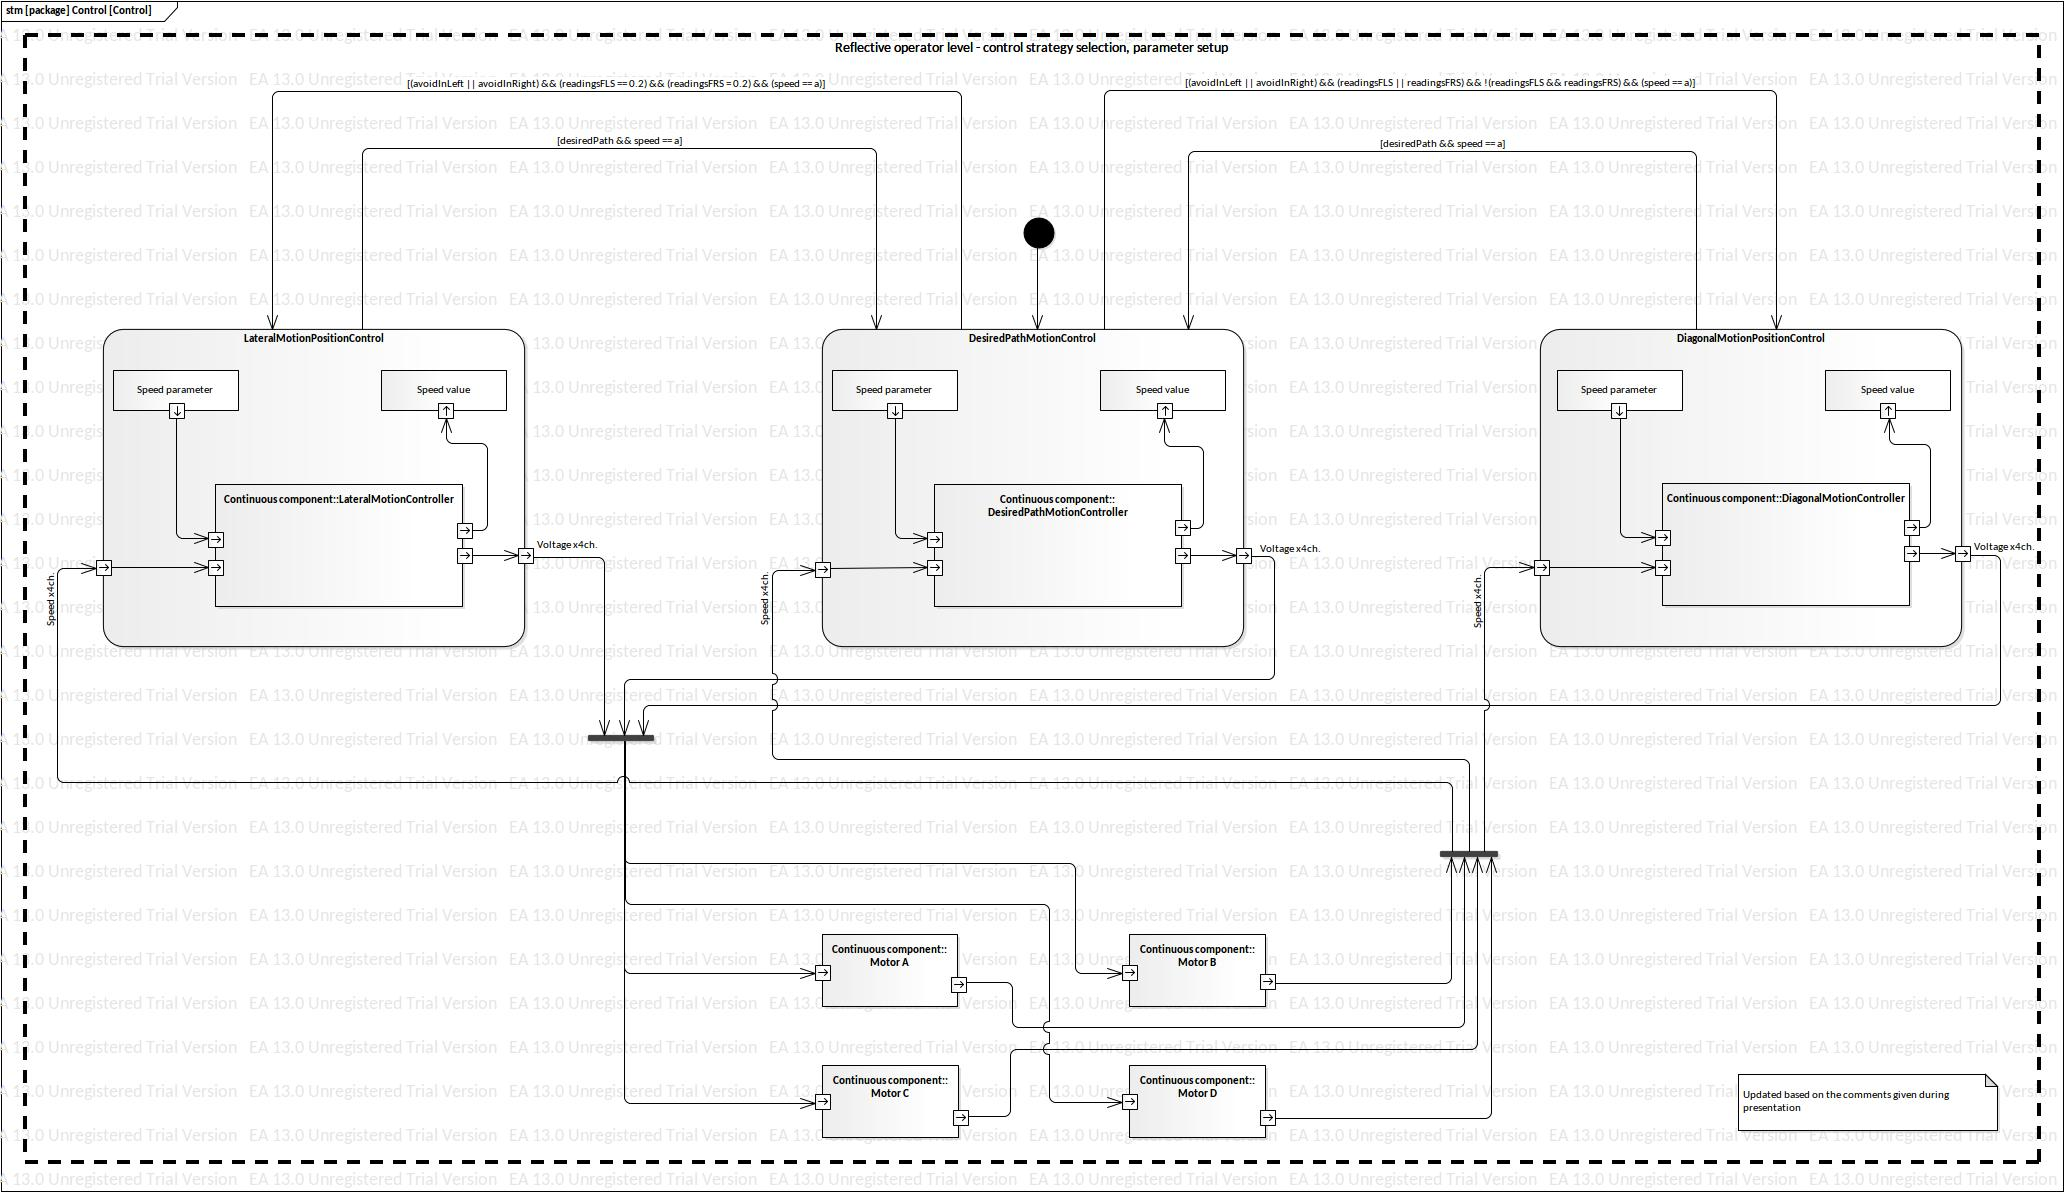 stm [package] Control [Control]
Reflective operator level - control strategy selection, parameter setup
[(avoidInLeft || avoidInRight) && (readingsFLS == 0.2) && (readingsFRS = 0.2) && (speed == a)]
[(avoidInLeft || avoidInRight) && (readingsFLS || readingsFRS) && !(readingsFLS && readingsFRS) && (speed == a)]
[desiredPath && speed == a]
[desiredPath && speed == a]
LateralMotionPositionControl
Speed parameter
Speed value
Continuous component::LateralMotionController
Voltage x4ch.
Speed x4ch.
DesiredPathMotionControl
Speed parameter
Speed value
Continuous component::
DesiredPathMotionController
Voltage x4ch.
Speed x4ch.
DiagonalMotionPositionControl
Speed parameter
Speed value
Continuous component::DiagonalMotionController
Voltage x4ch.
Speed x4ch.
Continuous component::
Motor A
Continuous component::
Motor B
Continuous component::
Motor C
Continuous component::
Motor D
Updated based on the comments given during
presentation
EA 13.0 Unregistered Trial Version